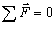 ∑F⃗ = 0